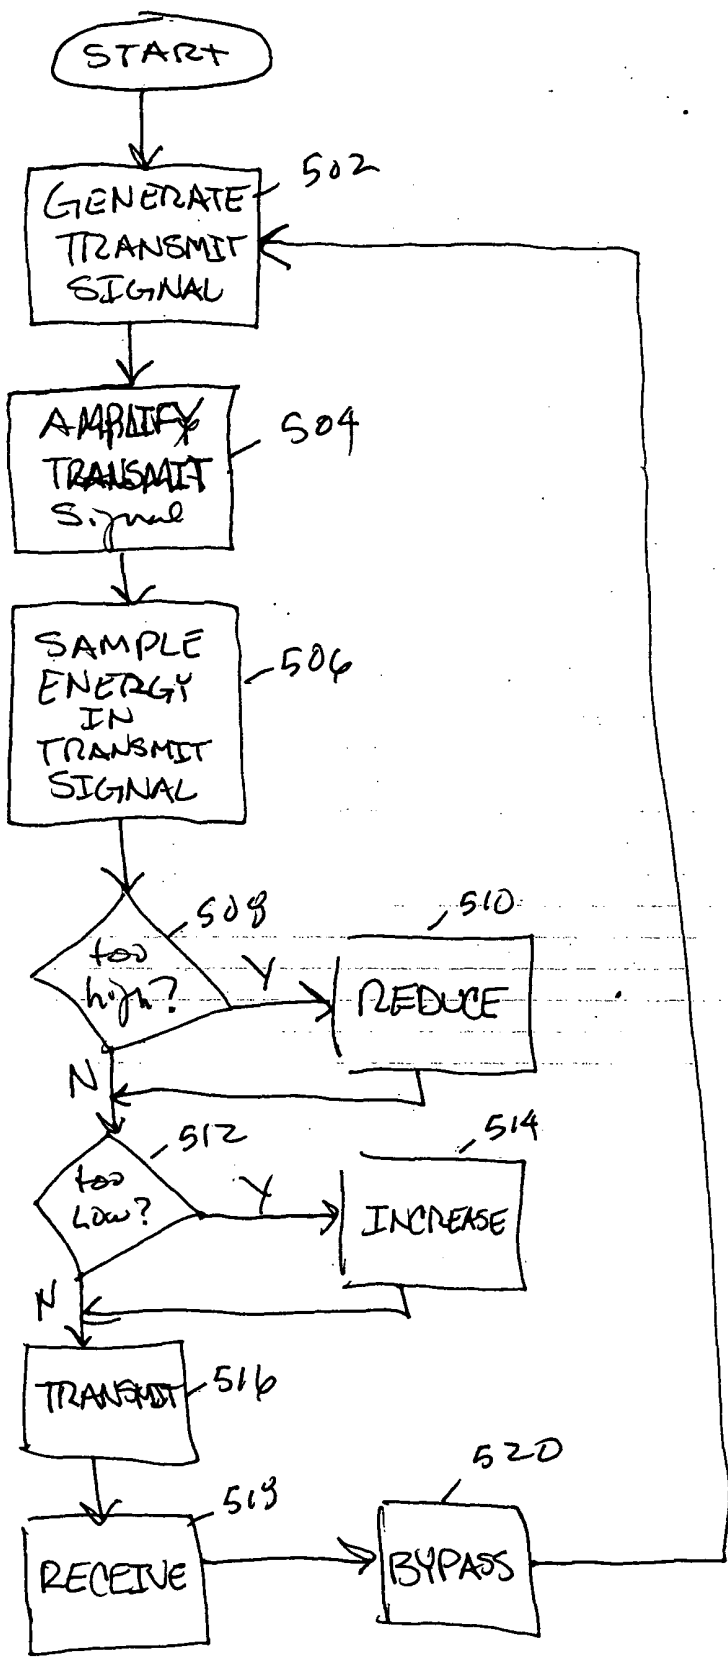 START
502
GENERATE
TRANSMIT
SIGNAL
504
AMPLIFY
TRANSMIT
Signal
506
SAMPLE
ENERGY
IN
TRANSMIT
SIGNAL
508
too
high?
Y
510
REDUCE
N
512
too
Low?
Y
514
INCREASE
N
516
TRANSMIT
518
RECEIVE
520
BYPASS